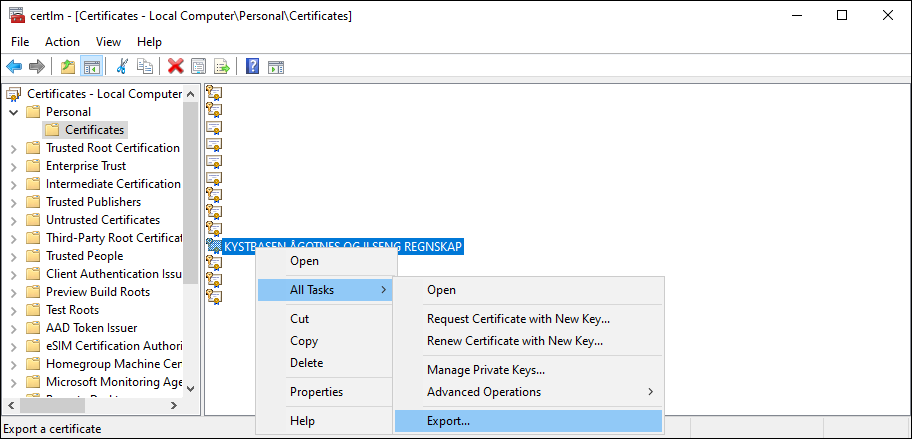 certlm - [Certificates - Local Computer\Personal\Certificates]
File Action View Help
Certificates - Local Computer
Personal
Certificates
Trusted Root Certification
Enterprise Trust
Intermediate Certification
Trusted Publishers
Untrusted Certificates
Third-Party Root Certificat
Trusted People
Client Authentication Issu
Preview Build Roots
Test Roots
AAD Token Issuer
eSIM Certification Authori
Homegroup Machine Cer
Microsoft Monitoring Age
KYSTBASEN ÅGOTNES OG ILSENG REGNSKAP
Open
All Tasks
Cut
Copy
Delete
Properties
Help
Open
Request Certificate with New Key...
Renew Certificate with New Key...
Manage Private Keys...
Advanced Operations
Export...
Export a certificate